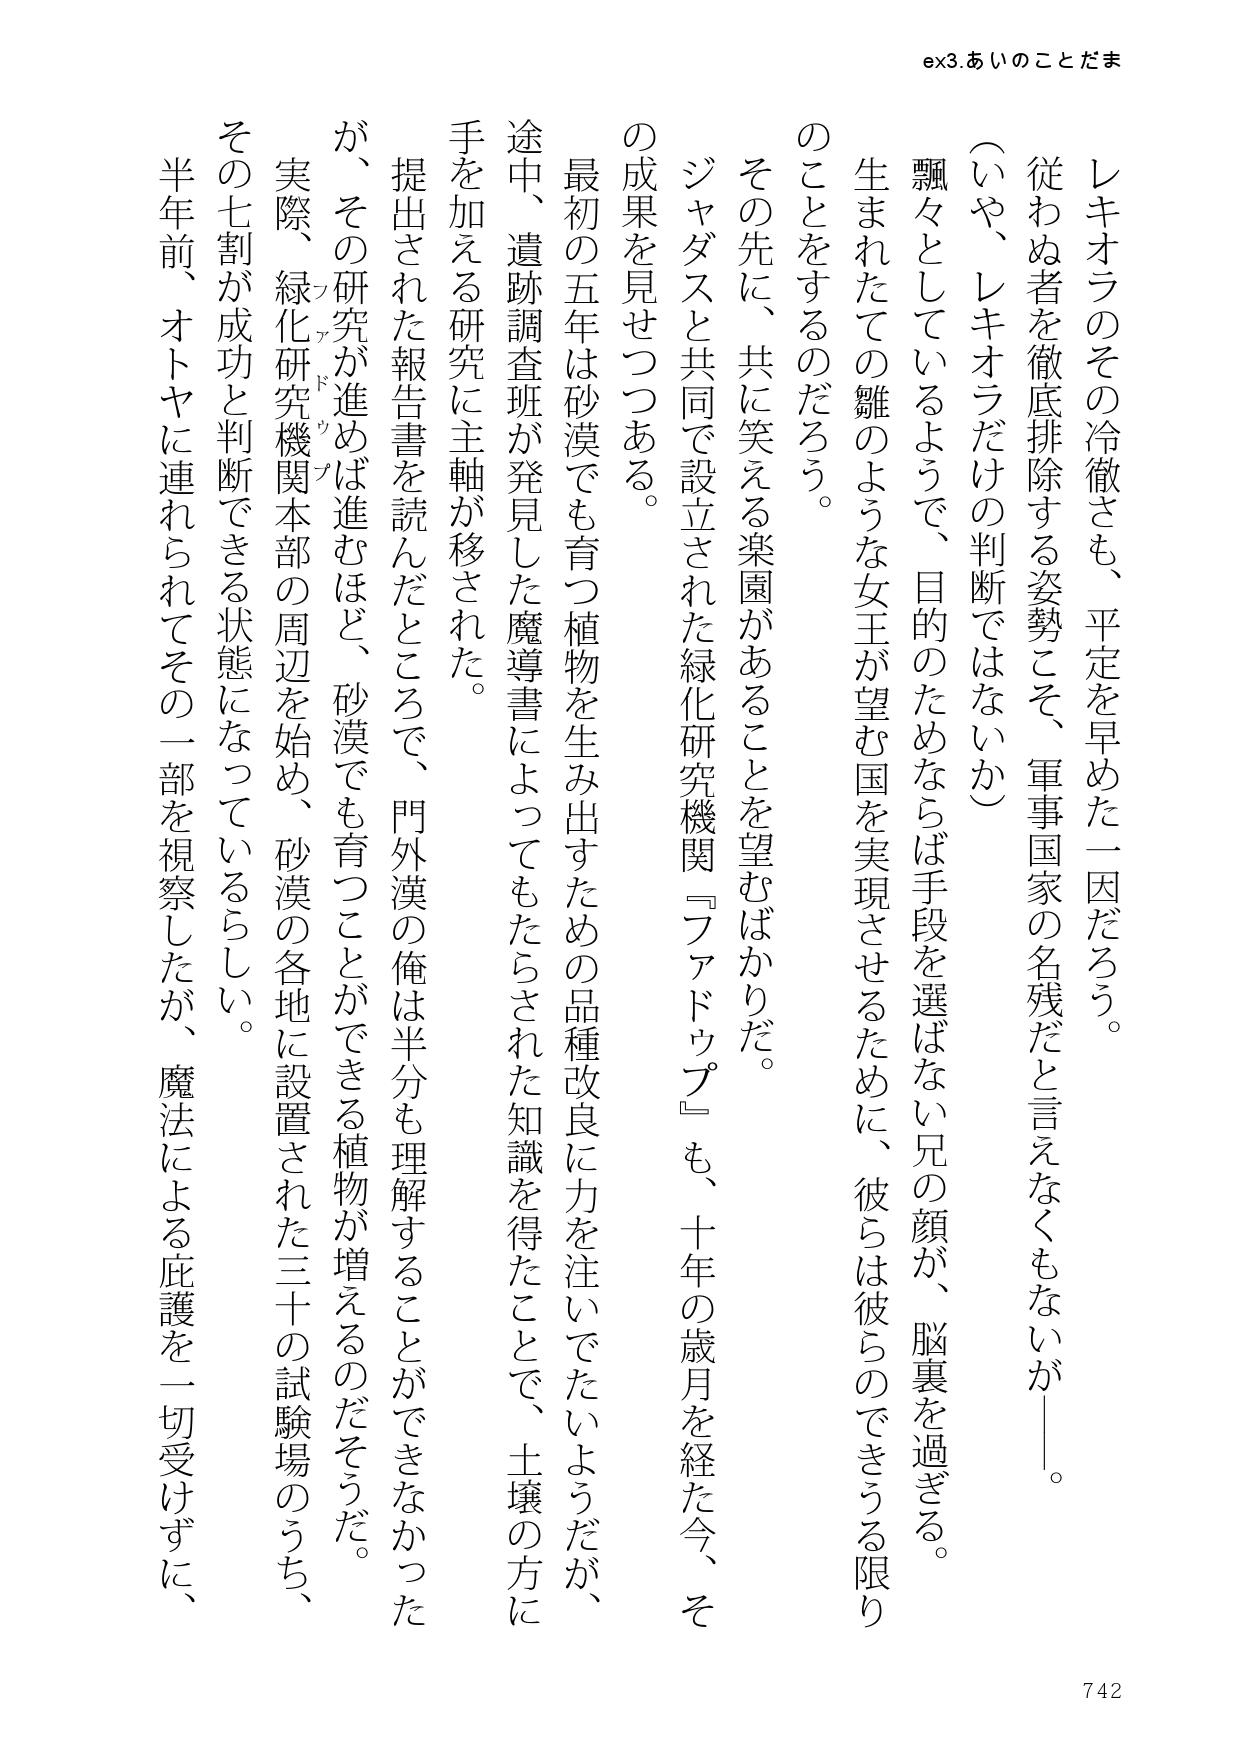 ex3.あいのことだま
レキオラのその冷徹さも、平定を早めた一因だろう。
従わぬ者を徹底排除する姿勢こそ、軍事国家の名残だと言えなくもないが――。
(いや、レキオラだけの判断ではないか)
飄々としているようで、目的のためならば手段を選ばない兄の顔が、脳裏を過ぎる。
生まれたての雛のような女王が望む国を実現させるために、彼らは彼らのできうる限り
のことをするのだろう。
その先に、共に笑える楽園があることを望むばかりだ。
ジャダスと共同で設立された緑化研究機関『ファドゥプ』も、十年の歳月を経た今、そ
の成果を見せつつある。
最初の五年は砂漠でも育つ植物を生み出すための品種改良に力を注いでたいようだが、
途中、遺跡調査班が発見した魔導書によってもたらされた知識を得たことで、土壌の方に
手を加える研究に主軸が移された。
提出された報告書を読んだところで、門外漢の俺は半分も理解することができなかった
が、その研究が進めば進むほど、砂漠でも育つことができる植物が増えるのだそうだ。
ファドゥプ
実際、緑化研究機関本部の周辺を始め、砂漠の各地に設置された三十の試験場のうち、
その七割が成功と判断できる状態になっているらしい。
半年前、オトヤに連れられてその一部を視察したが、魔法による庇護を一切受けずに、
742